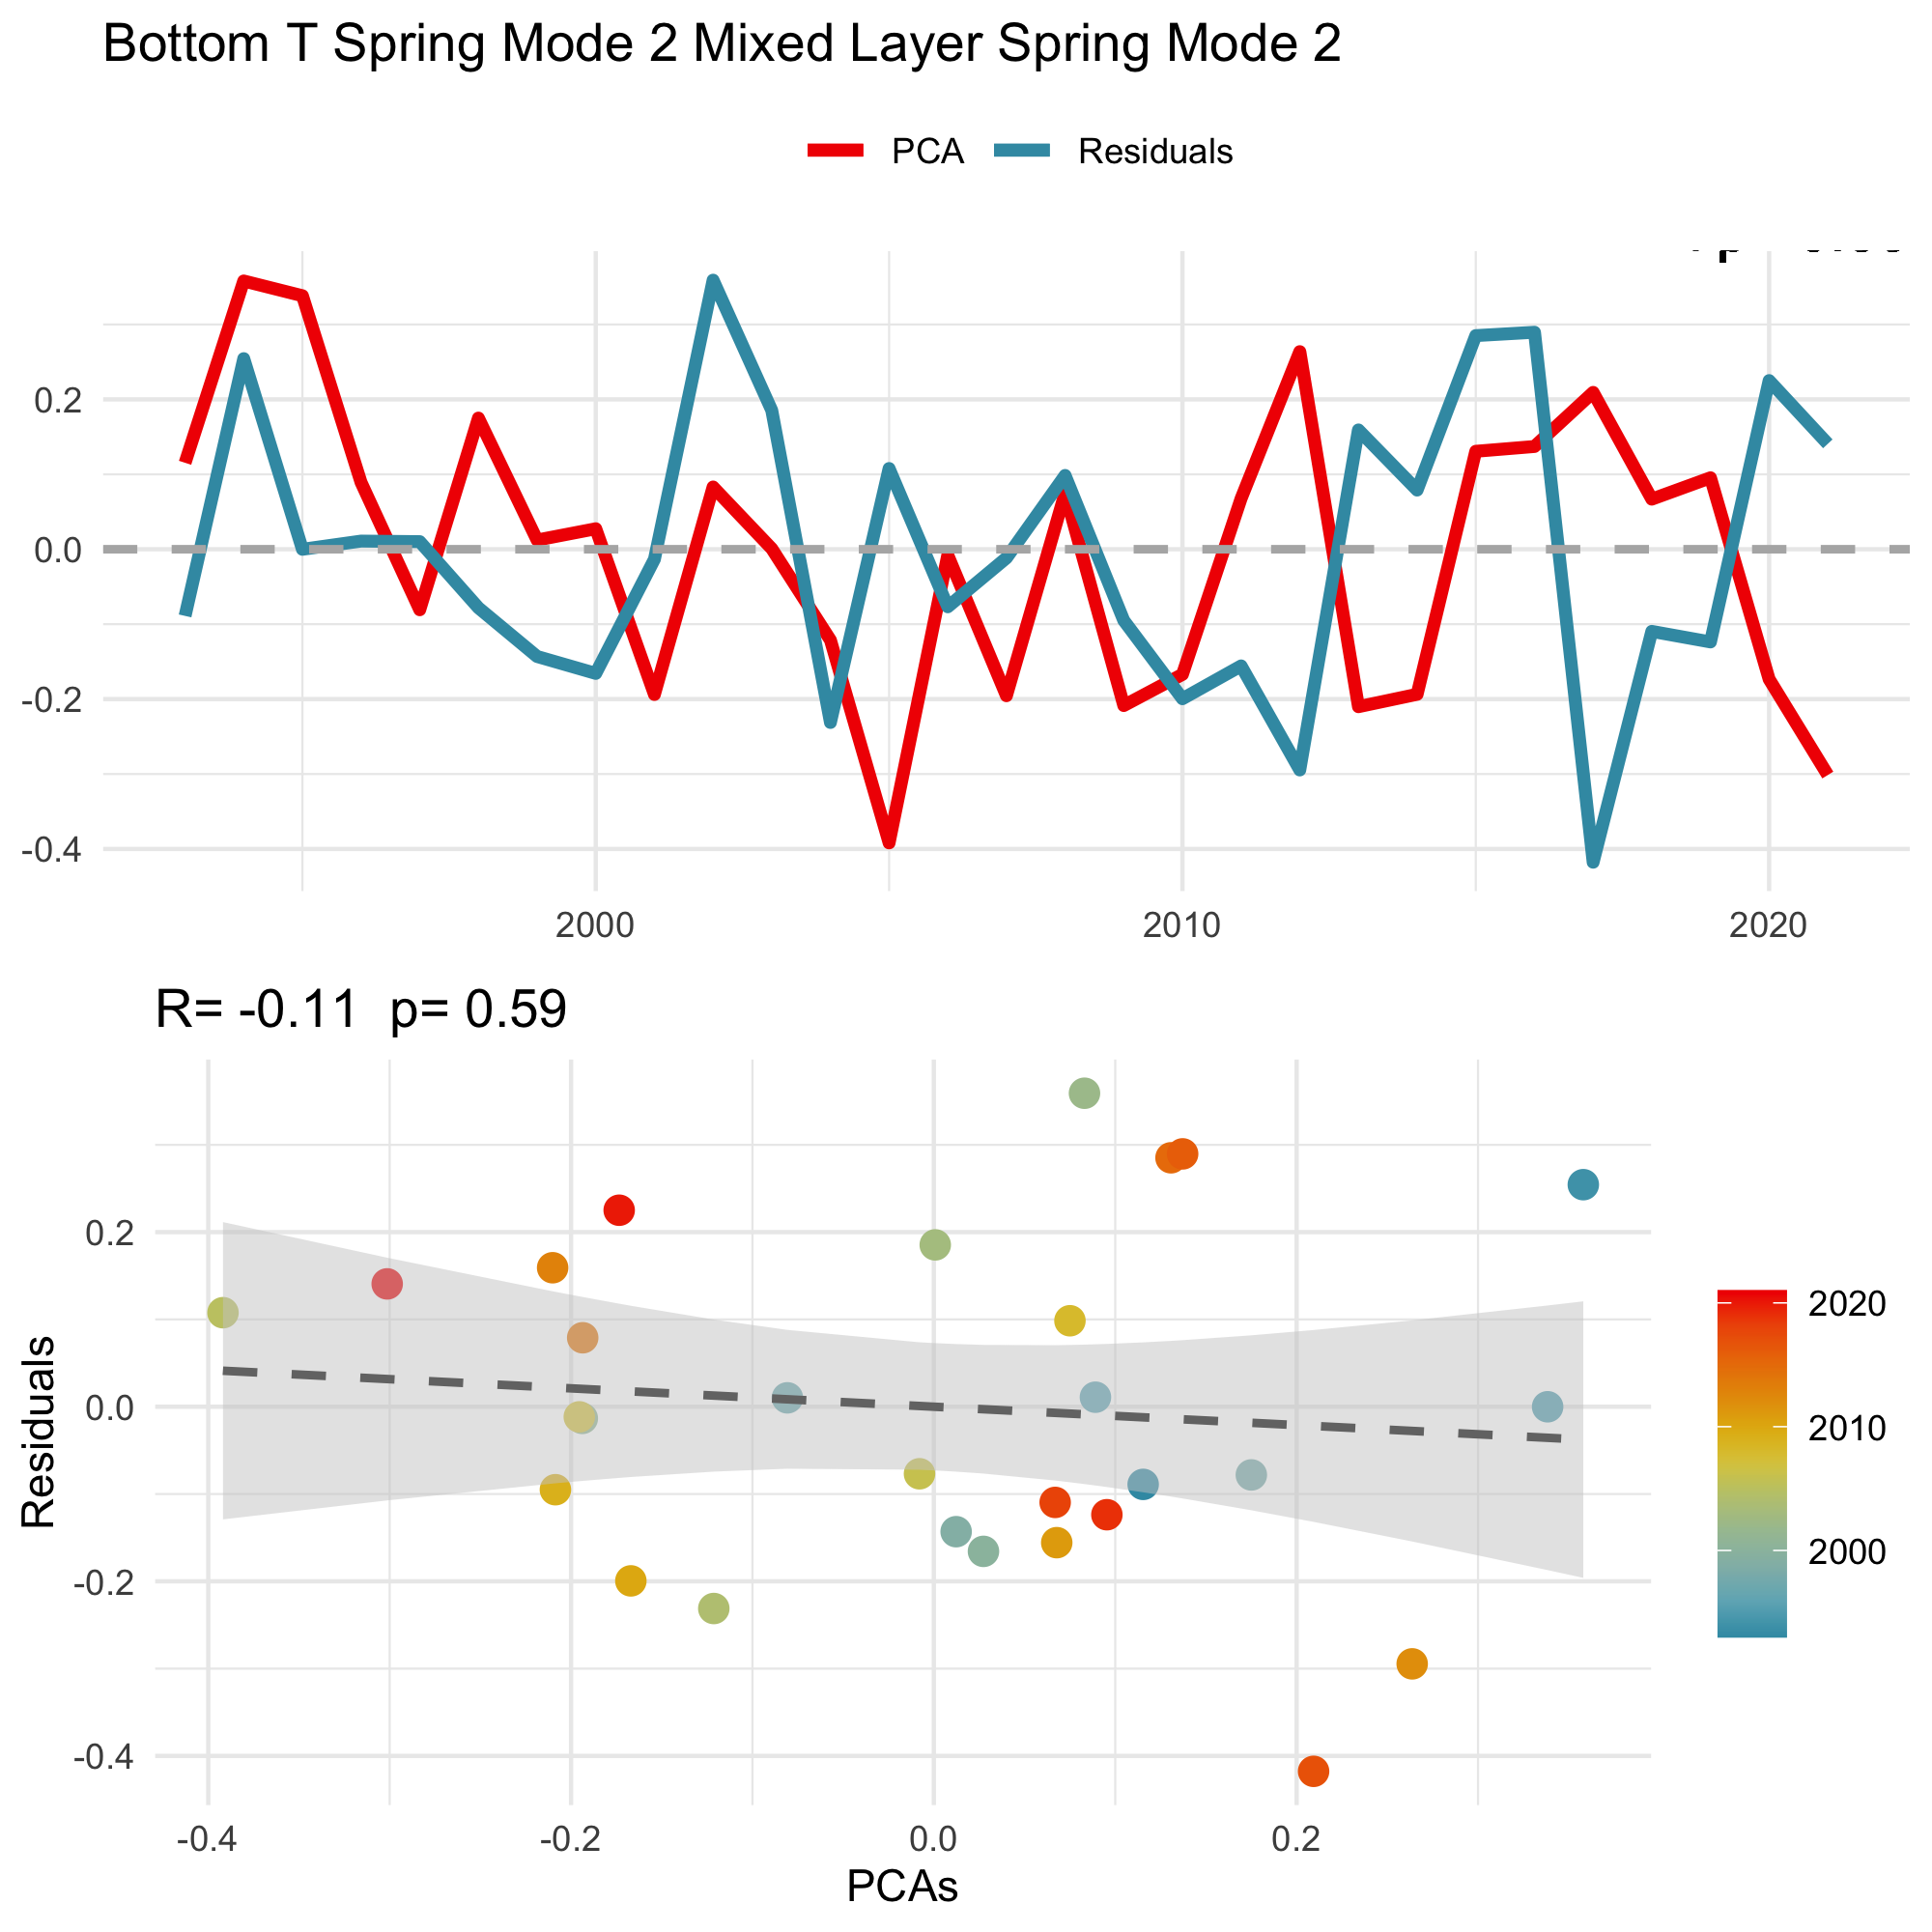 Bottom T Spring Mode 2 Mixed Layer Spring Mode 2
PCA Residuals
0.2
0.0
-0.2
-0.4
2000 2010 2020
R= -0.11 p= 0.59
Residuals
0.2
0.0
-0.2
-0.4
-0.4 -0.2 0.0 0.2
PCAs
2020
2010
2000